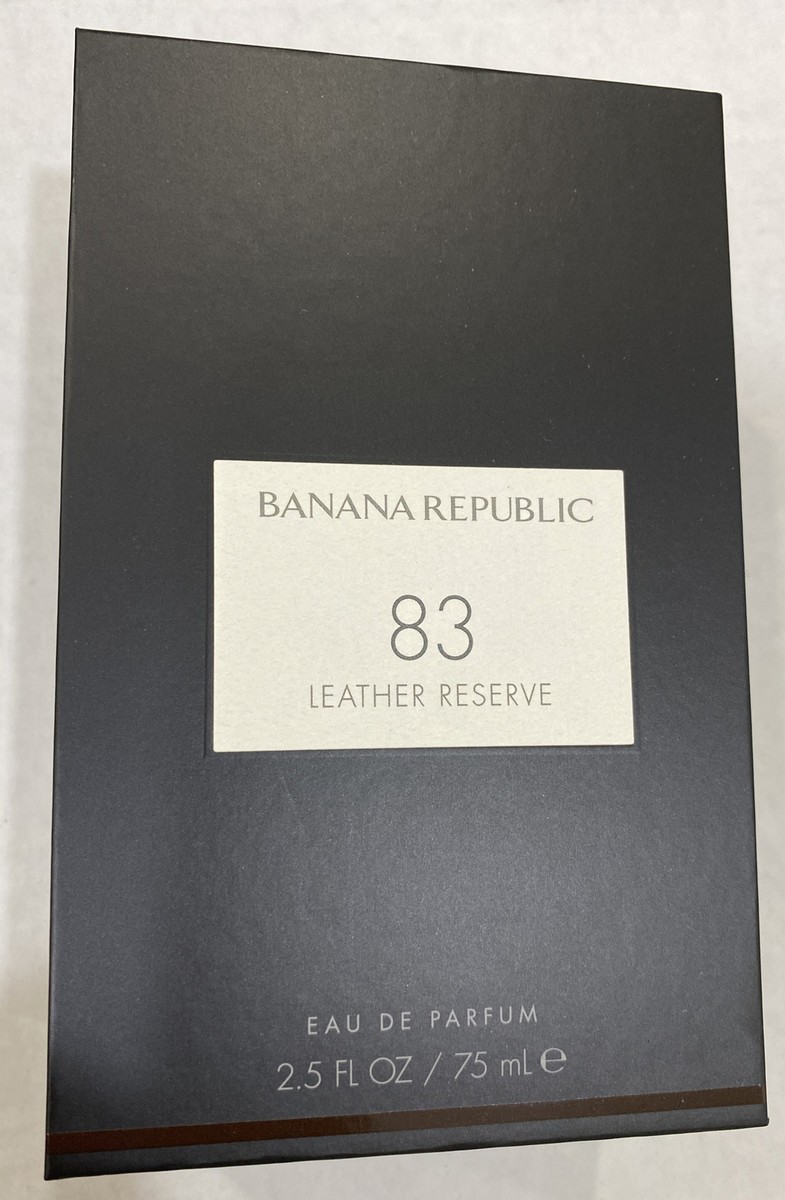 BANANA REPUBLIC
83
LEATHER RESERVE
EAU DE PARFUM
2.5 FL OZ / 75 mL ℮